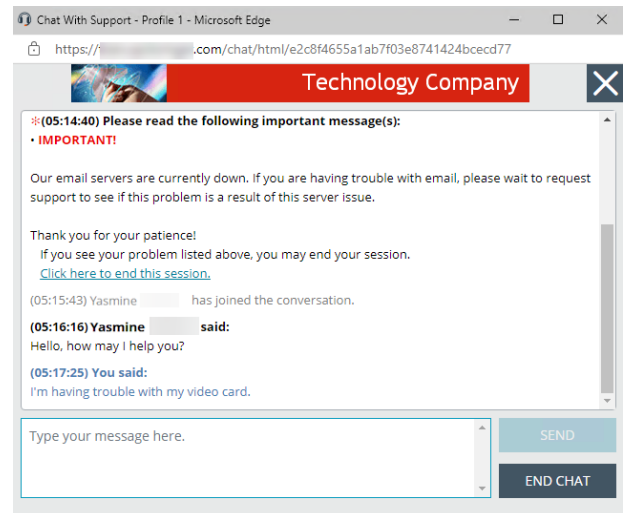 Chat With Support - Profile 1 - Microsoft Edge
https:// .com/chat/html/e2c8f4655a1ab7f03e8741424bcecd77
Technology Company
※(05:14:40) Please read the following important message(s):
• IMPORTANT!
Our email servers are currently down. If you are having trouble with email, please wait to request
support to see if this problem is a result of this server issue.
Thank you for your patience!
If you see your problem listed above, you may end your session.
Click here to end this session.
(05:15:43) Yasmine has joined the conversation.
(05:16:16) Yasmine said:
Hello, how may I help you?
(05:17:25) You said:
I'm having trouble with my video card.
Type your message here.
SEND
END CHAT